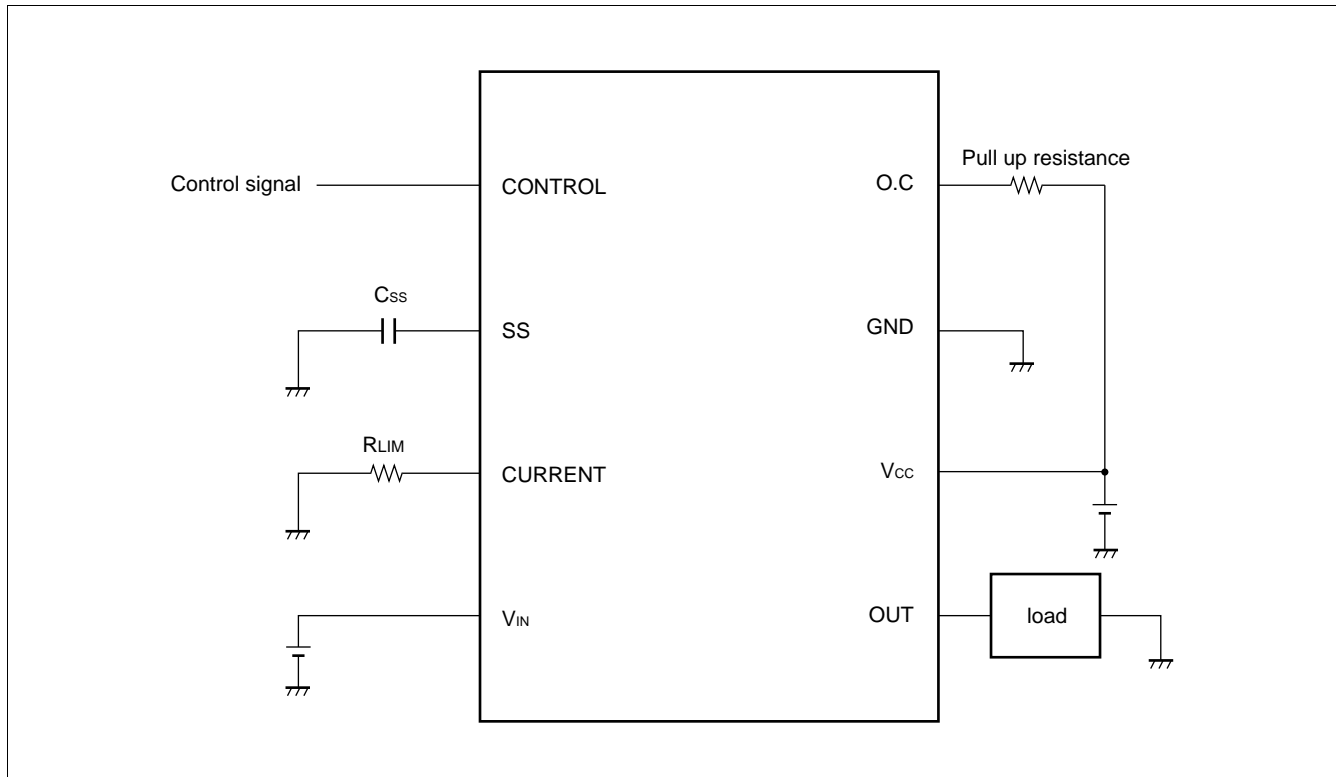 Pull up resistance
Control signal
CONTROL
O.C
CSS
SS
GND
RLIM
CURRENT
VCC
VIN
OUT
load